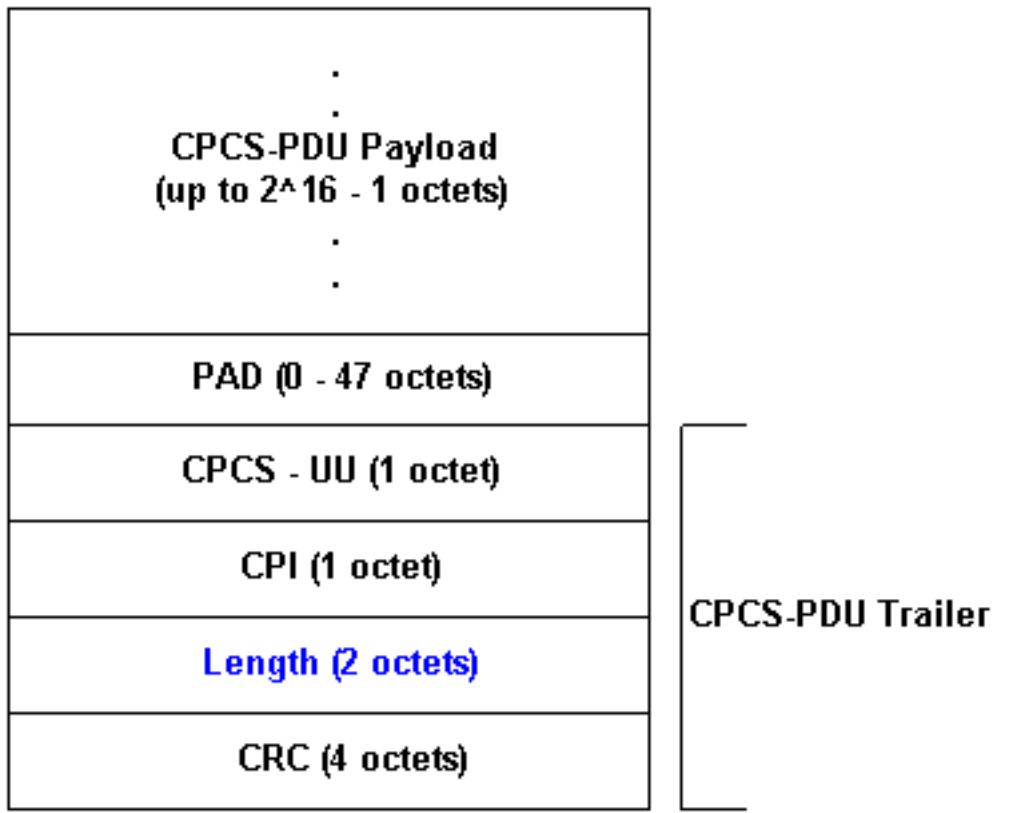 .
.
CPCS-PDU Payload
(up to 2^16 - 1 octets)
.
.
PAD (0 - 47 octets)
CPCS - UU (1 octet)
CPI (1 octet)
CPCS-PDU Trailer
Length (2 octets)
CRC (4 octets)